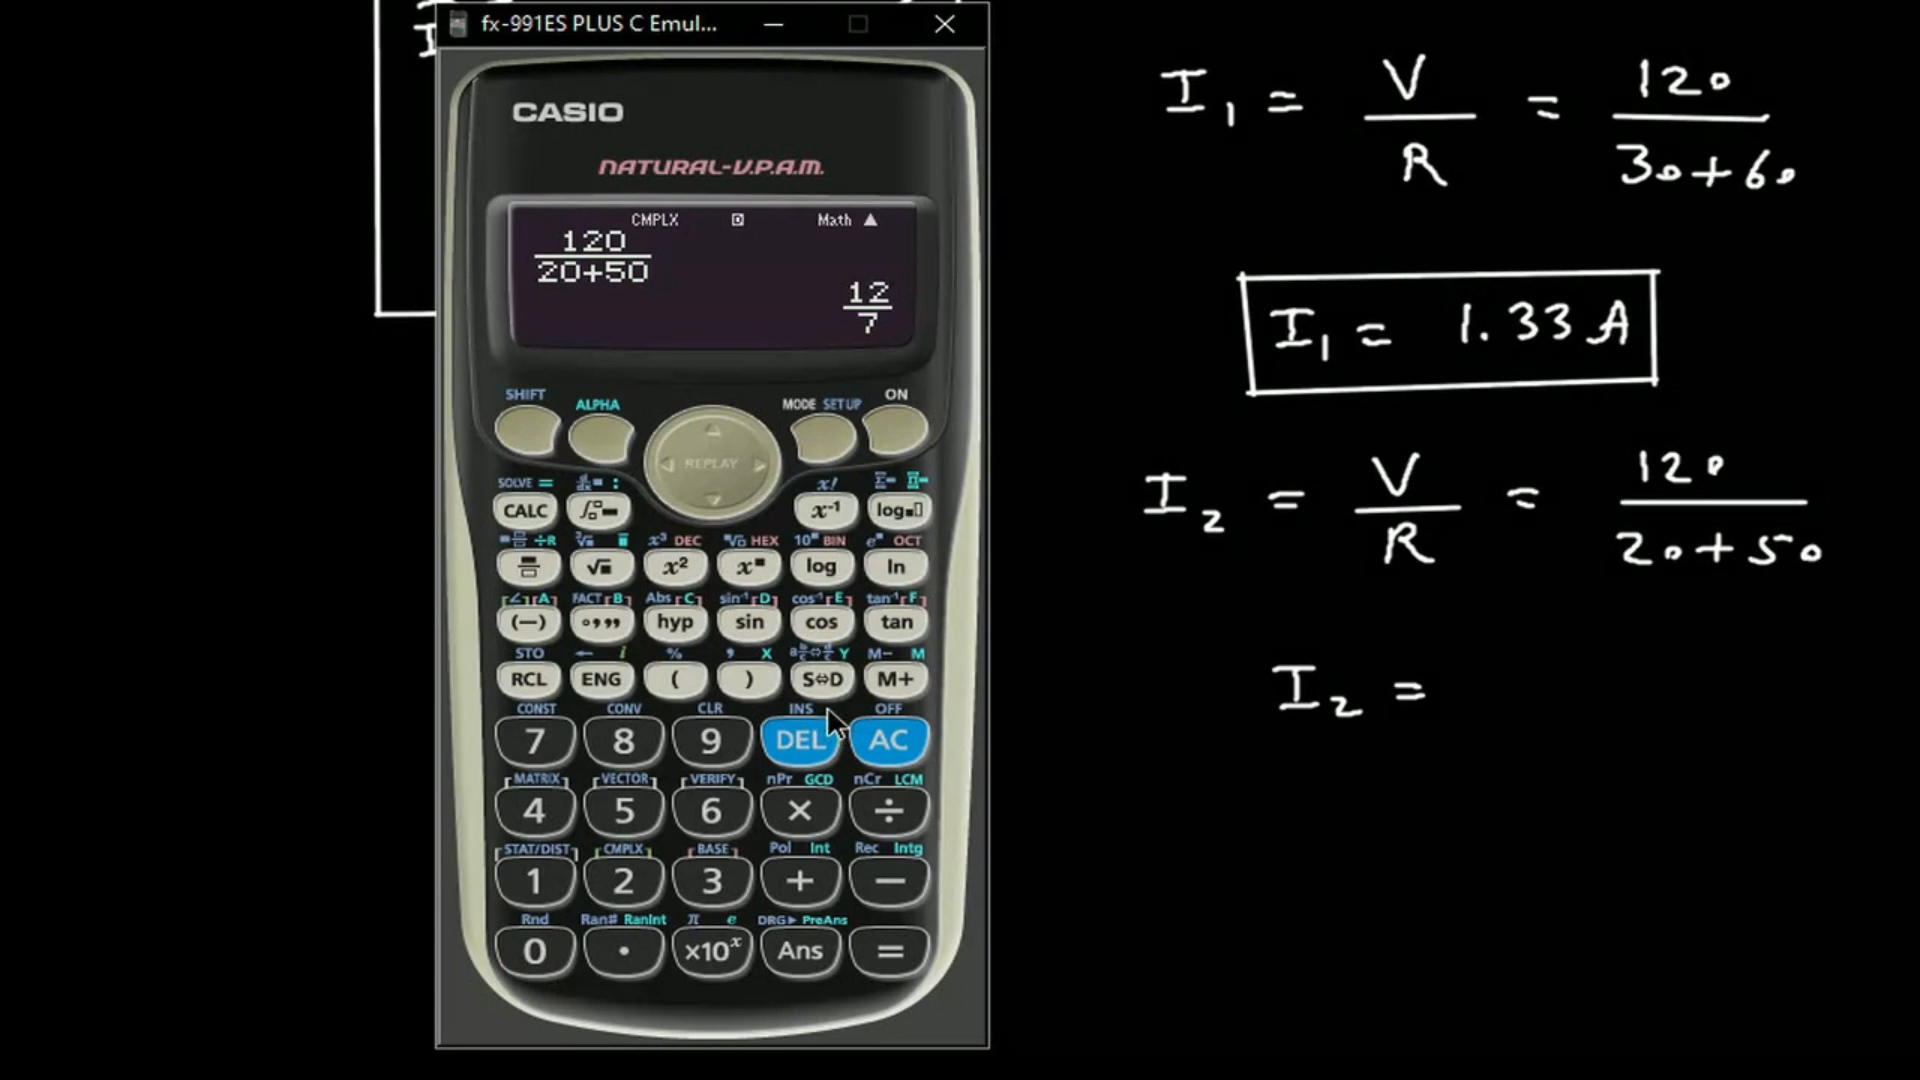 fx-991ES PLUS C Emul...
CASIO
NATURAL-V.P.A.M.
CMPLX D Math ▲
120
20+50
12
7
SHIFT ALPHA MODE SETUP ON
REPLAY
SOLVE = : x!
CALC x⁻¹ log
÷R x³ DEC HEX 10 BIN e OCT
√ x² x log ln
∠ A FACT B Abs C sin⁻¹ D cos⁻¹ E tan⁻¹ F
(—) °,,, hyp sin cos tan
STO ← i % , X Y M− M
RCL ENG ( ) S⇔D M+
CONST CONV CLR INS OFF
7 8 9 DEL AC
MATRIX VECTOR VERIFY nPr GCD nCr LCM
4 5 6 × ÷
STAT/DIST CMPLX BASE Pol Int Rec Intg
1 2 3 + −
Rnd Ran# RanInt π e DRG▶ PreAns
0 . ×10ˣ Ans =
I₁ = V/R = 120/(30+60)
I₁ = 1.33 A
I₂ = V/R = 120/(20+50)
I₂ =